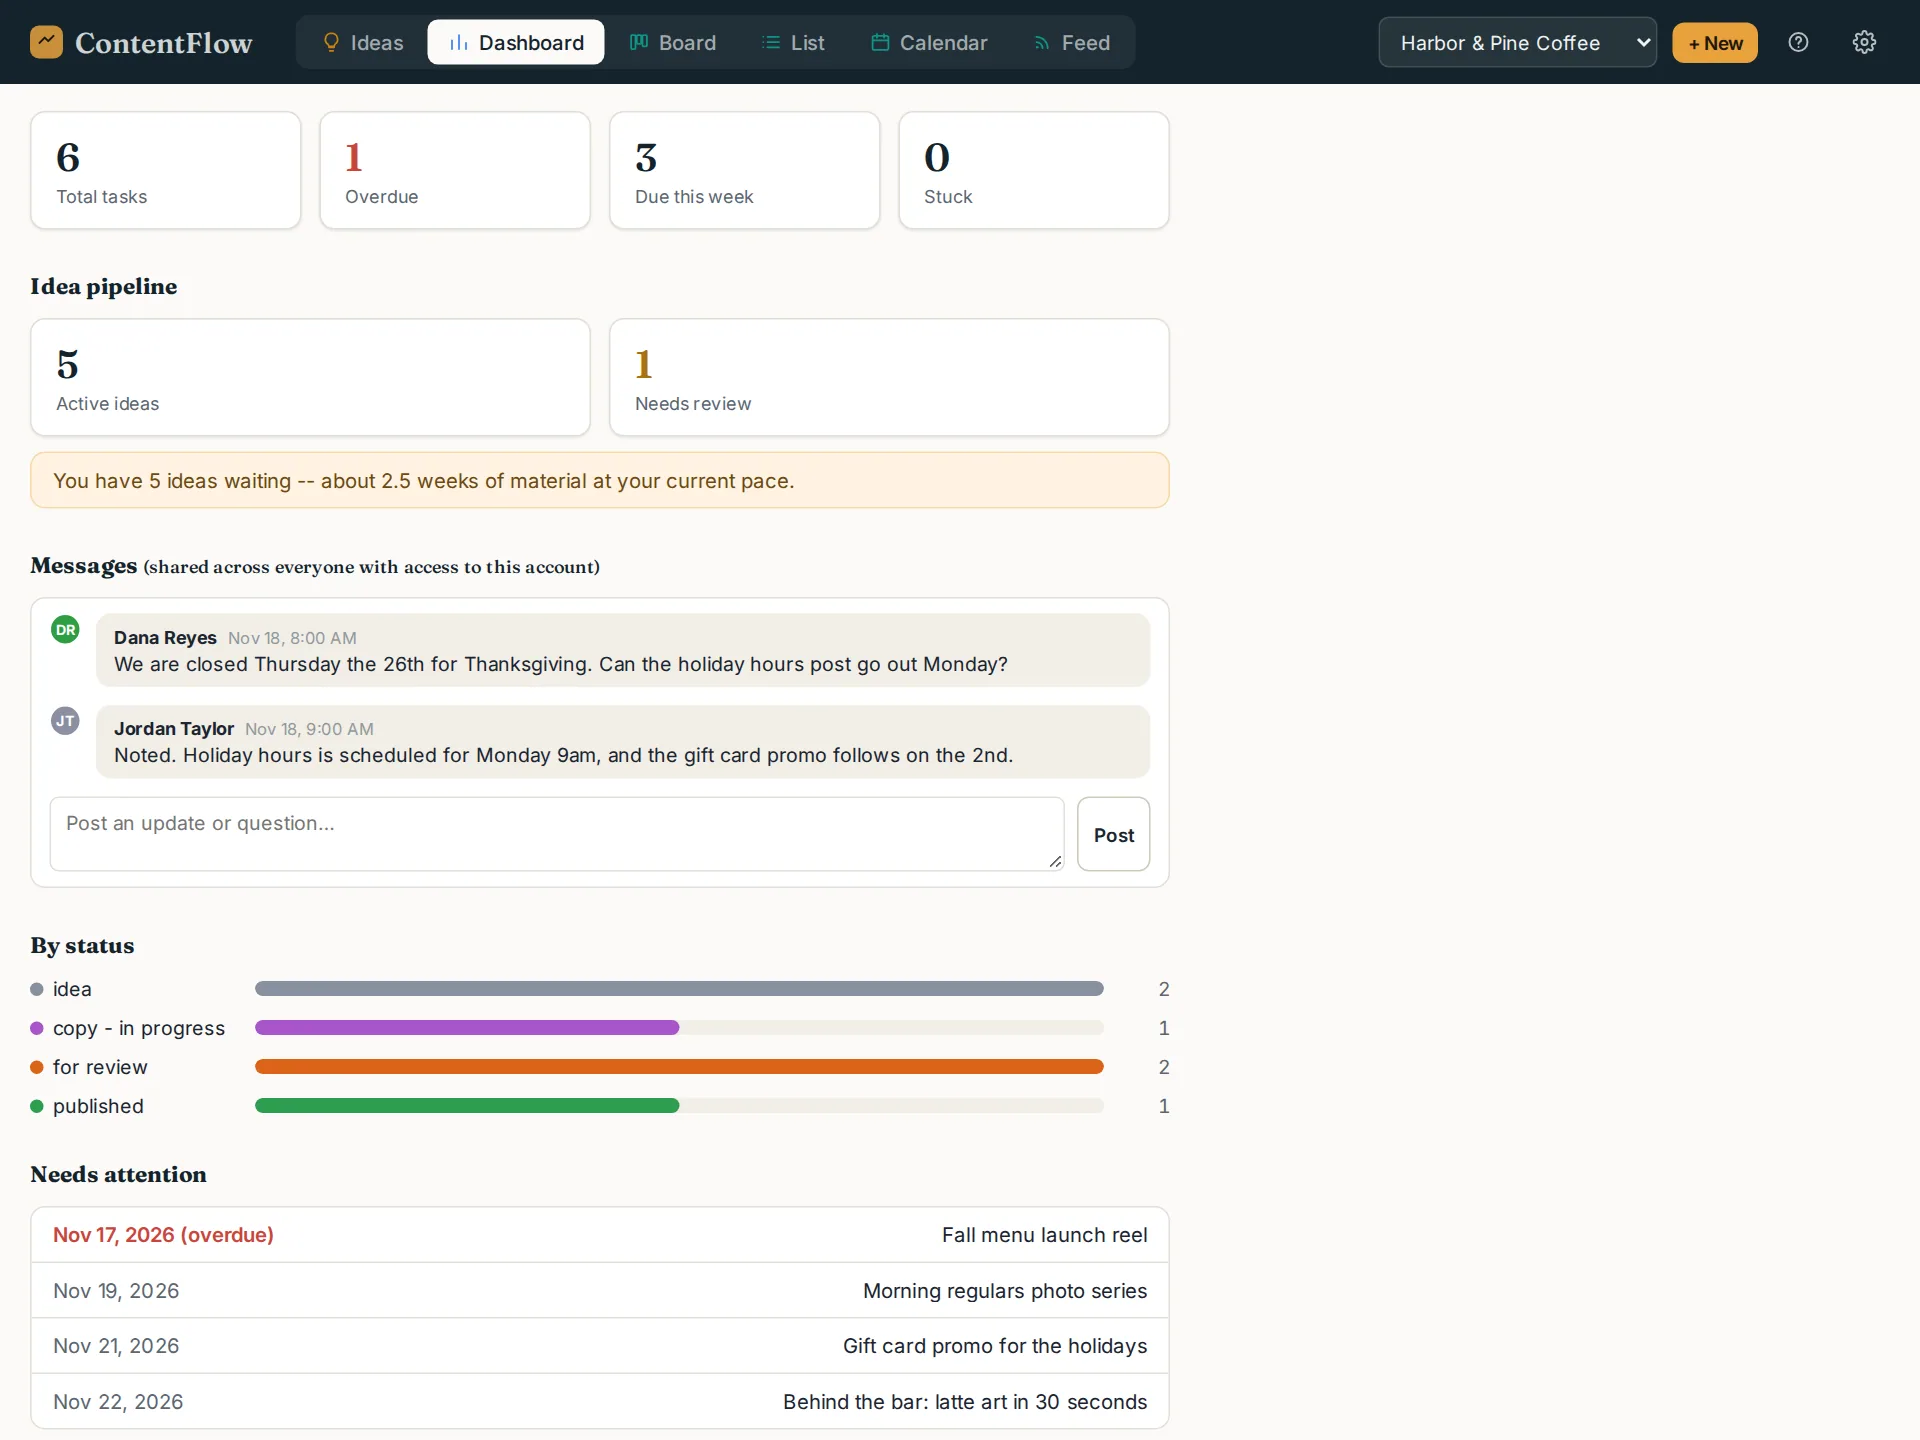 ContentFlow
Ideas
Dashboard
Board
List
Calendar
Feed
Harbor & Pine Coffee
+ New
6
Total tasks
1
Overdue
3
Due this week
0
Stuck
Idea pipeline
5
Active ideas
1
Needs review
You have 5 ideas waiting -- about 2.5 weeks of material at your current pace.
Messages (shared across everyone with access to this account)
DR
Dana Reyes Nov 18, 8:00 AM
We are closed Thursday the 26th for Thanksgiving. Can the holiday hours post go out Monday?
JT
Jordan Taylor Nov 18, 9:00 AM
Noted. Holiday hours is scheduled for Monday 9am, and the gift card promo follows on the 2nd.
Post an update or question...
Post
By status
idea 2
copy - in progress 1
for review 2
published 1
Needs attention
Nov 17, 2026 (overdue) Fall menu launch reel
Nov 19, 2026 Morning regulars photo series
Nov 21, 2026 Gift card promo for the holidays
Nov 22, 2026 Behind the bar: latte art in 30 seconds